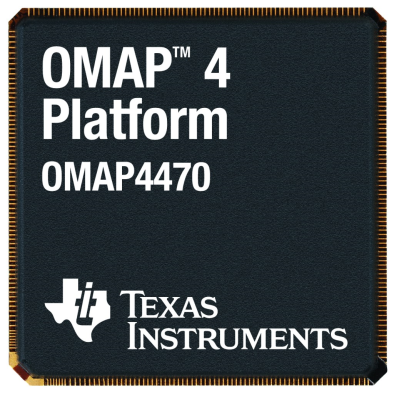 OMAP™ 4
Platform
OMAP4470
TEXAS
INSTRUMENTS